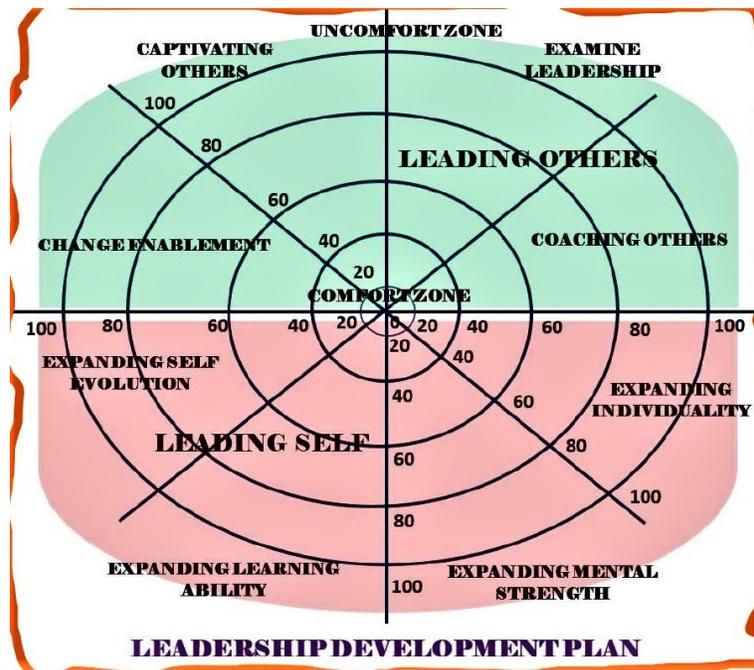 UNCOMFORT ZONE
CAPTIVATING
OTHERS
EXAMINE
LEADERSHIP
100
80
LEADING OTHERS
60
CHANGE ENABLEMENT
40
COACHING OTHERS
20
COMFORT ZONE
100 80 60 40 20 0 20 40 60 80 100
20
40
EXPANDING SELF
EVOLUTION
40
60
EXPANDING
INDIVIDUALITY
LEADING SELF
60
80
80
100
EXPANDING LEARNING
ABILITY
100
EXPANDING MENTAL
STRENGTH
LEADERSHIP DEVELOPMENT PLAN